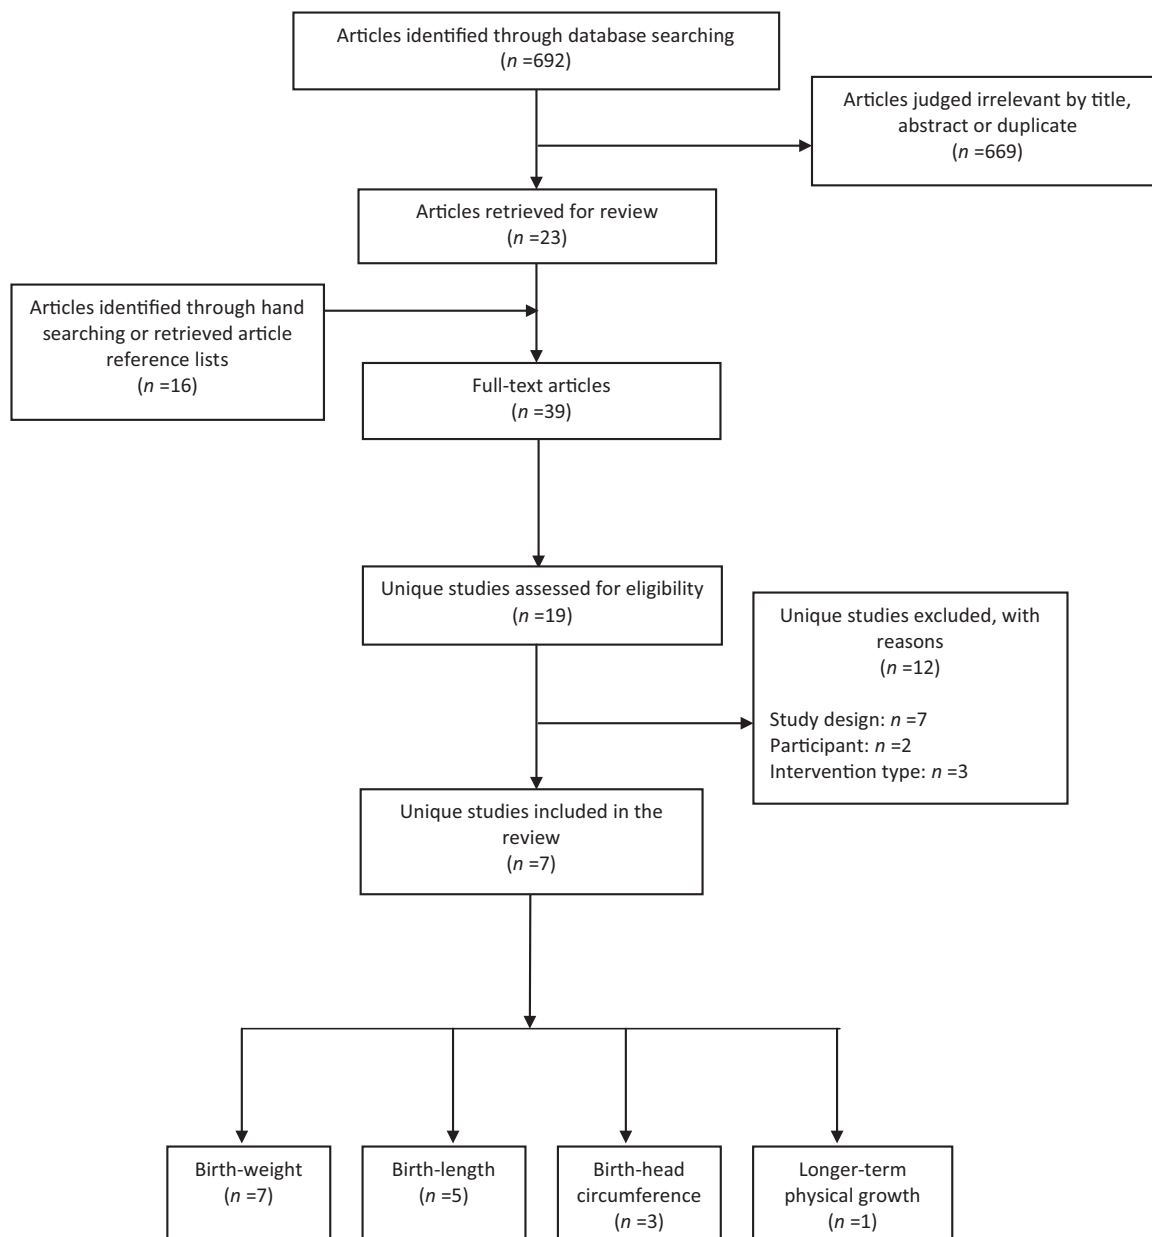 Articles identified through database searching
(n =692)
Articles judged irrelevant by title,
abstract or duplicate
(n =669)
Articles retrieved for review
(n =23)
Articles identified through hand
searching or retrieved article
reference lists
(n =16)
Full-text articles
(n =39)
Unique studies assessed for eligibility
(n =19)
Unique studies excluded, with
reasons
(n =12)
Study design: n =7
Participant: n =2
Intervention type: n =3
Unique studies included in the
review
(n =7)
Birth-weight
(n =7)
Birth-length
(n =5)
Birth-head
circumference
(n =3)
Longer-term
physical growth
(n =1)